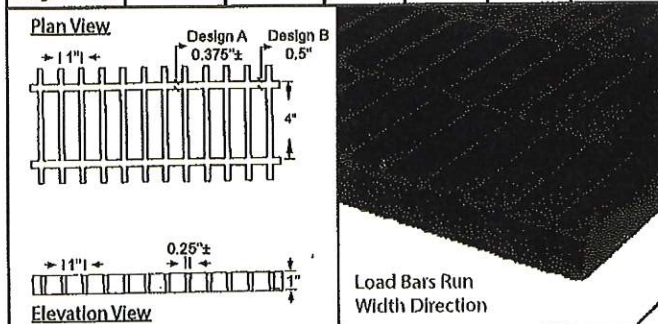 Plan View
Design A
0.375"±
Design B
0.5"
1"
4"
0.25"±
1"
1"
Elevation View
Load Bars Run
Width Direction